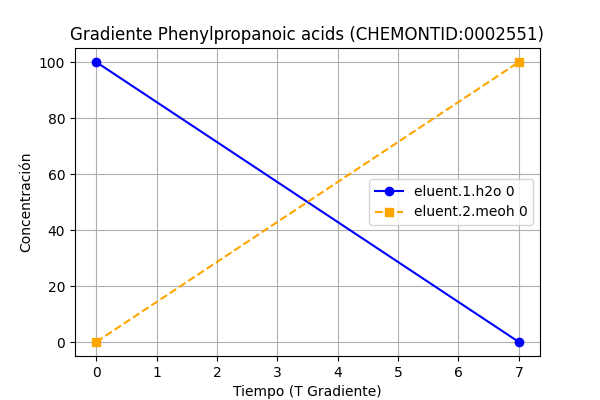 Gradiente Phenylpropanoic acids (CHEMONTID:0002551)
100
80
60
40
20
0
Concentración
eluent.1.h2o 0
eluent.2.meoh 0
0 1 2 3 4 5 6 7
Tiempo (T Gradiente)